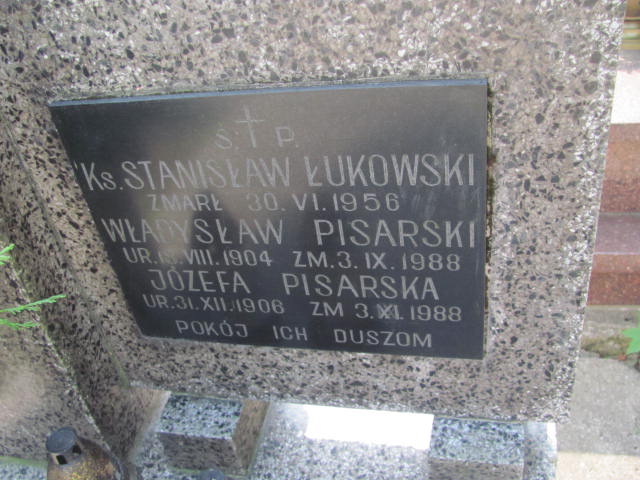 Ś. † P.
Ks. STANISŁAW ŁUKOWSKI
ZMARŁ 30. VI. 1956
WŁADYSŁAW PISARSKI
UR. VIII. 1904 ZM. 3. IX. 1988
JÓZEFA PISARSKA
UR. 31. XII. 1906 ZM 3. XI. 1988
POKÓJ ICH DUSZOM